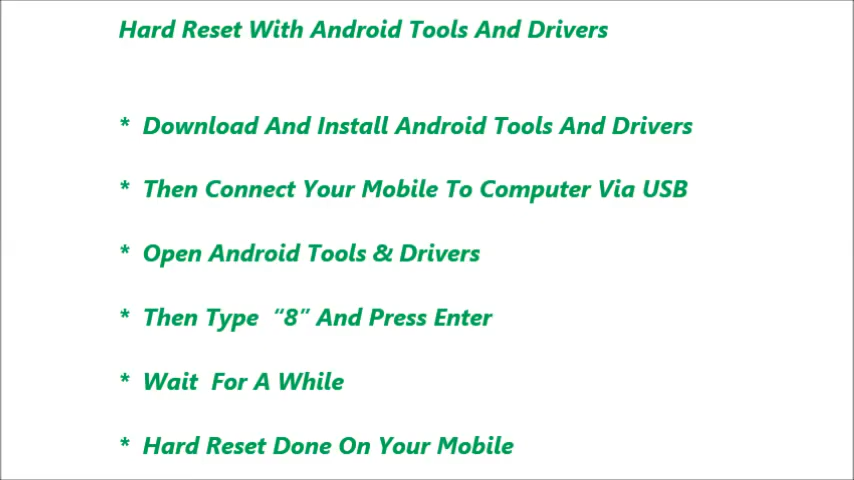 Hard Reset With Android Tools And Drivers
* Download And Install Android Tools And Drivers
* Then Connect Your Mobile To Computer Via USB
* Open Android Tools & Drivers
* Then Type “8” And Press Enter
* Wait For A While
* Hard Reset Done On Your Mobile